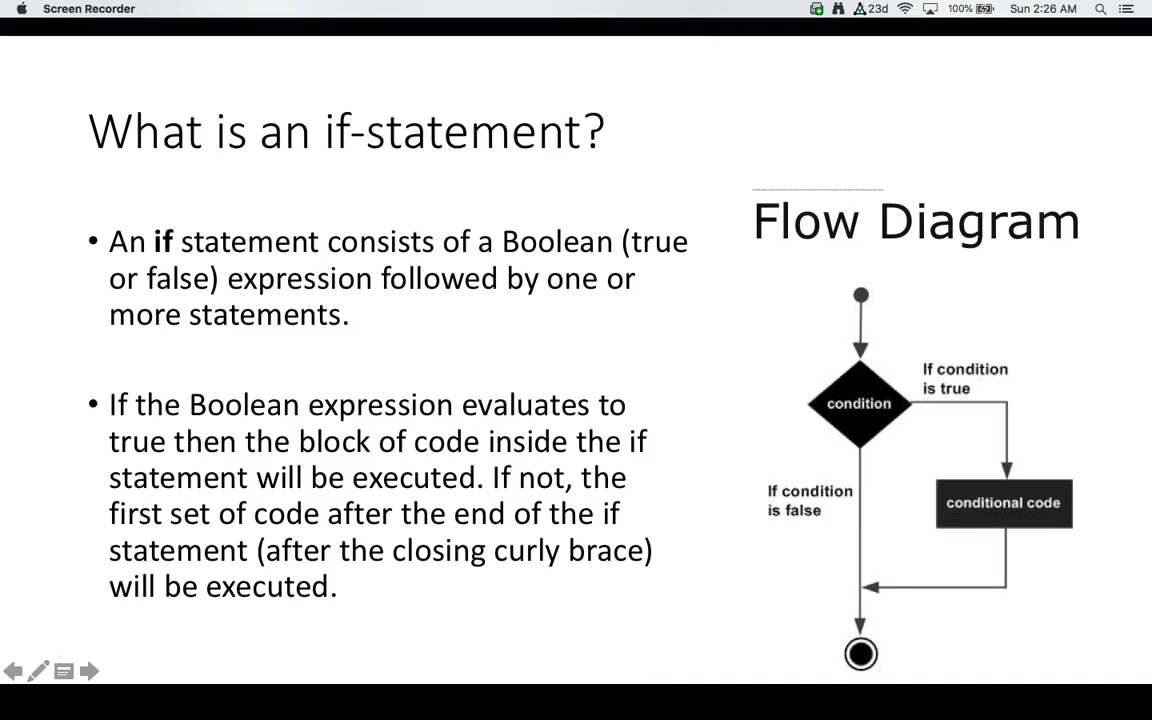 Screen Recorder
23d
100%
Sun 2:26 AM
What is an if-statement?
• An if statement consists of a Boolean (true
or false) expression followed by one or
more statements.
• If the Boolean expression evaluates to
true then the block of code inside the if
statement will be executed. If not, the
first set of code after the end of the if
statement (after the closing curly brace)
will be executed.
Flow Diagram
If condition
is true
condition
If condition
is false
conditional code